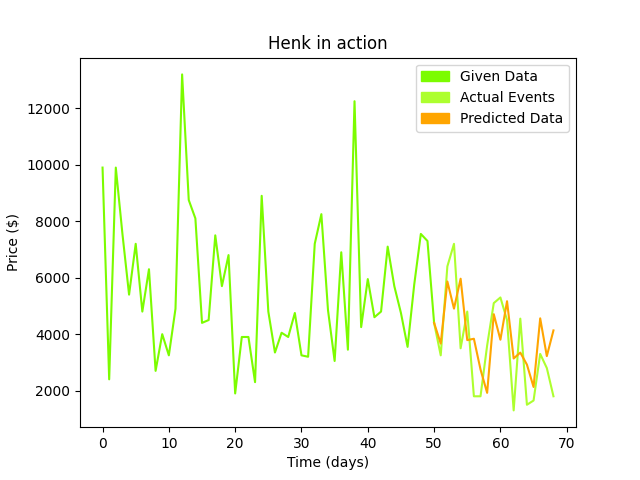 Henk in action
Given Data
Actual Events
Predicted Data
Price ($)
12000
10000
8000
6000
4000
2000
0 10 20 30 40 50 60 70
Time (days)